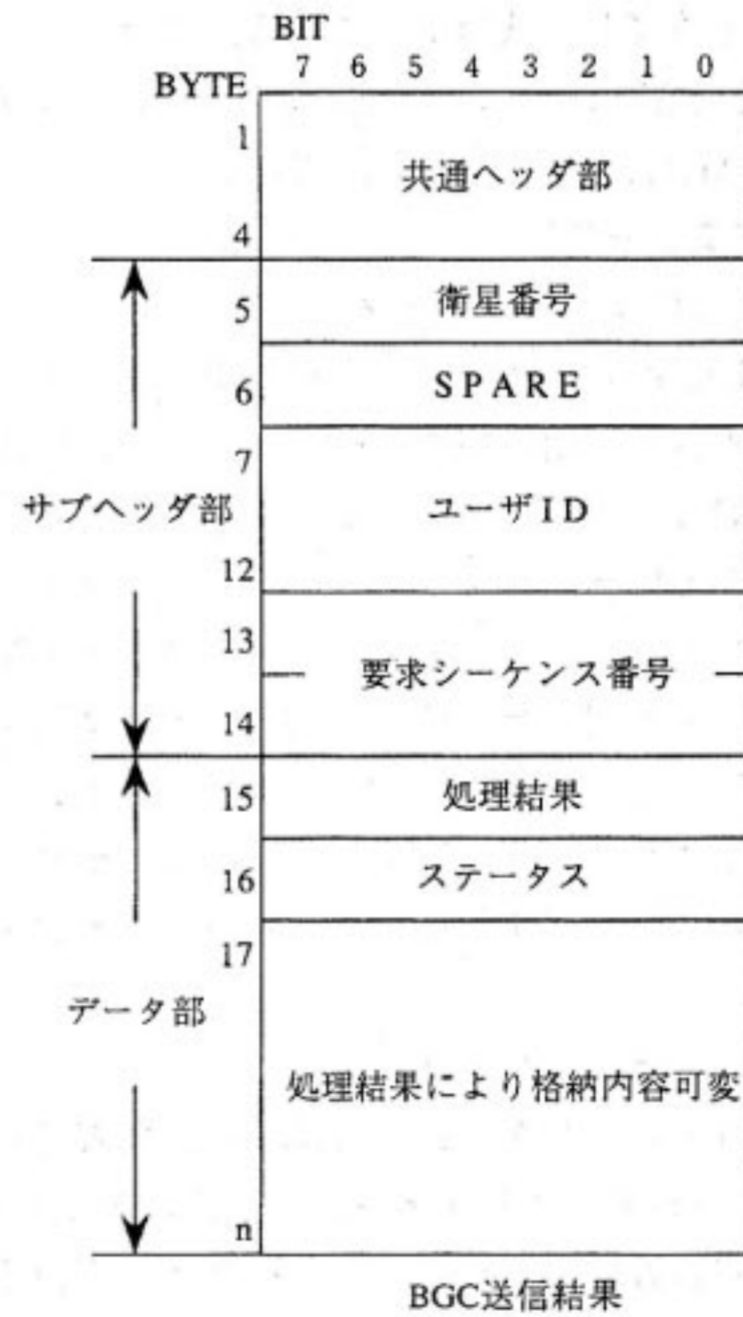 BIT
BYTE 7 6 5 4 3 2 1 0
1
共通ヘッダ部
4
5 衛星番号
6 SPARE
7
サブヘッダ部 ユーザID
12
13
要求シーケンス番号
14
15 処理結果
16 ステータス
17
データ部
処理結果により格納内容可変
n
BGC送信結果